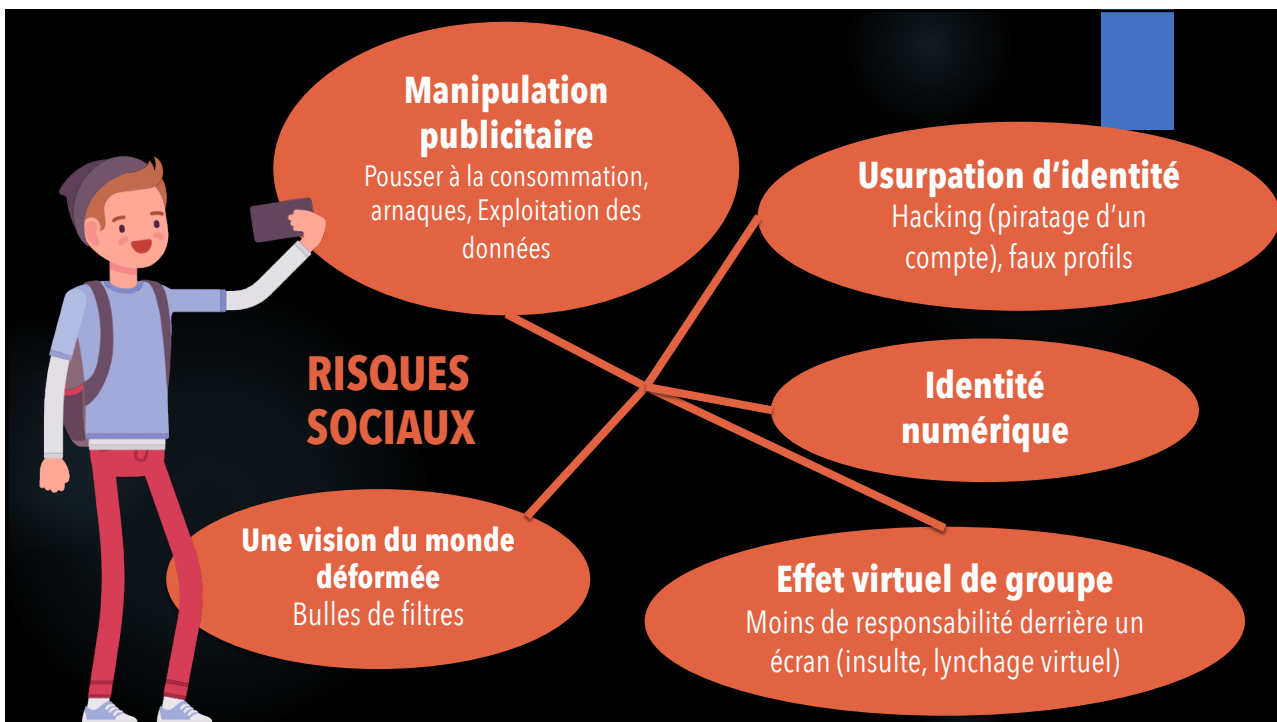 Manipulation
publicitaire
Pousser à la consommation,
arnaques, Exploitation des
données
Usurpation d’identité
Hacking (piratage d’un
compte), faux profils
RISQUES
SOCIAUX
Identité
numérique
Une vision du monde
déformée
Bulles de filtres
Effet virtuel de groupe
Moins de responsabilité derrière un
écran (insulte, lynchage virtuel)